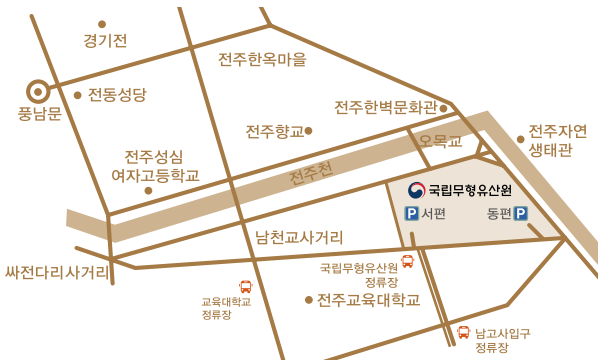 경기전
전주한옥마을
풍남문
전동성당
전주한벽문화관
전주향교
오목교
전주자연
생태관
전주성심
여자고등학교
전주천
국립무형유산원
P 서편
동편 P
남천교사거리
싸전다리사거리
국립무형유산원
정류장
교육대학교
정류장
전주교육대학교
남고사입구
정류장